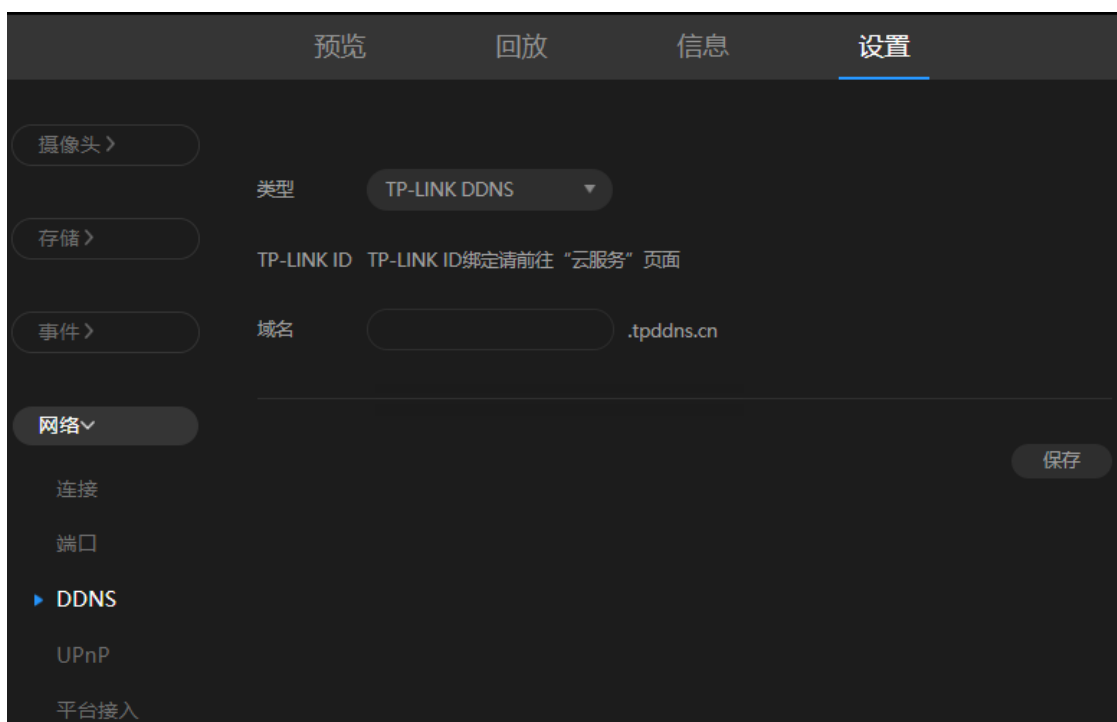 预览 回放 信息 设置
摄像头
存储
事件
网络
连接
端口
DDNS
UPnP
平台接入
类型 TP-LINK DDNS
TP-LINK ID TP-LINK ID绑定请前往“云服务”页面
域名 .tpddns.cn
保存